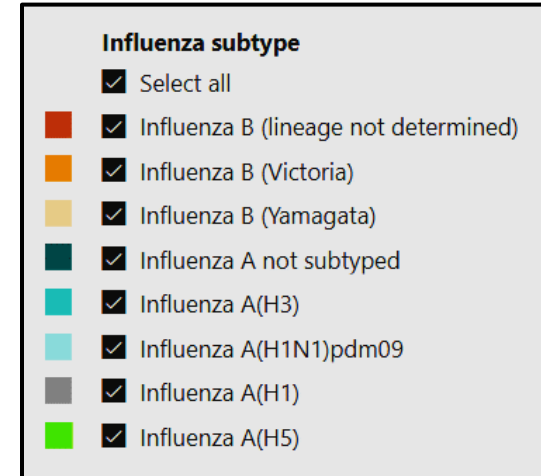 Influenza subtype
Select all
Influenza B (lineage not determined)
Influenza B (Victoria)
Influenza B (Yamagata)
Influenza A not subtyped
Influenza A(H3)
Influenza A(H1N1)pdm09
Influenza A(H1)
Influenza A(H5)